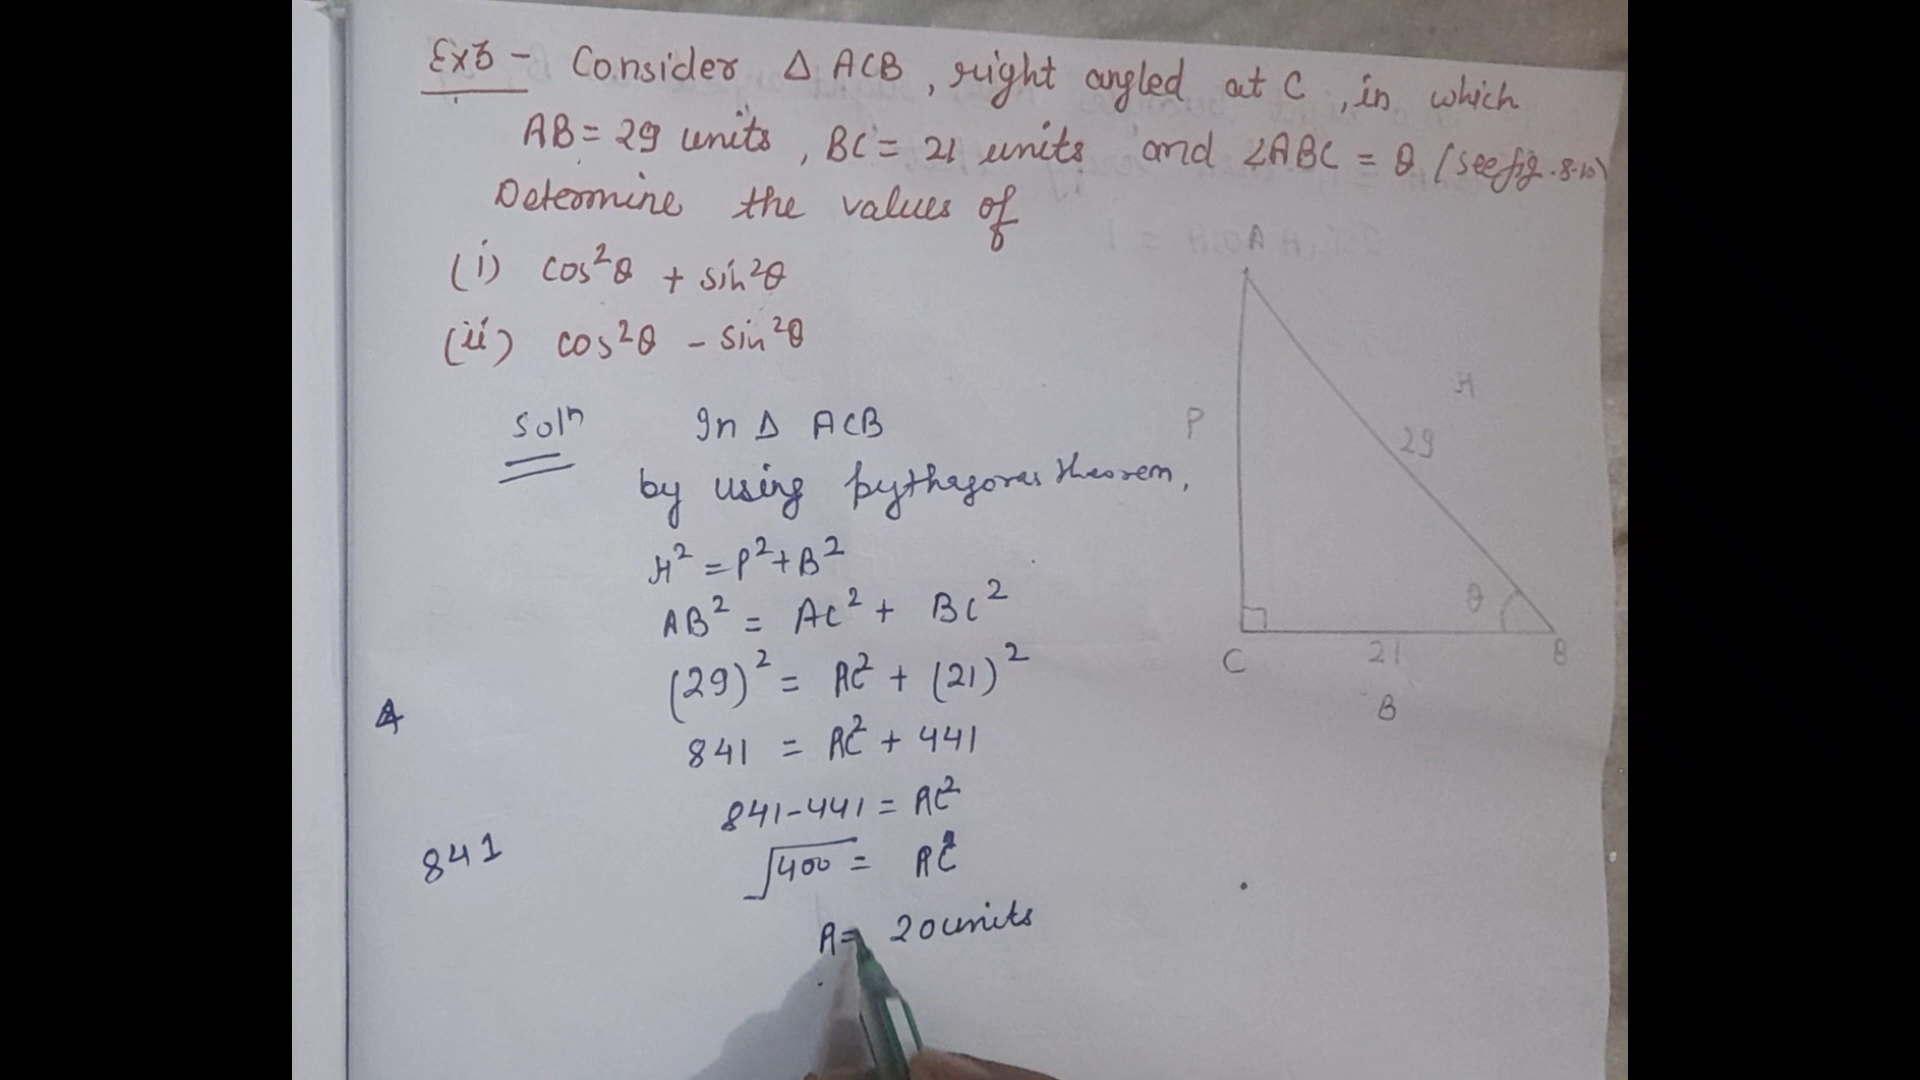 Ex 3 - Consider Δ ACB, right angled at C, in which
AB = 29 units, BC = 21 units and ∠ABC = θ (see fig. 8.10)
Determine the values of
(i) cos²θ + sin²θ
(ii) cos²θ - sin²θ
A
P
H
29
θ
C
21
B
B
Solⁿ In Δ ACB
by using pythagoras theorem,
H² = P² + B²
AB² = AC² + BC²
(29)² = AC² + (21)²
841 = AC² + 441
841 - 441 = AC²
841
√400 = AC
A = 20 units